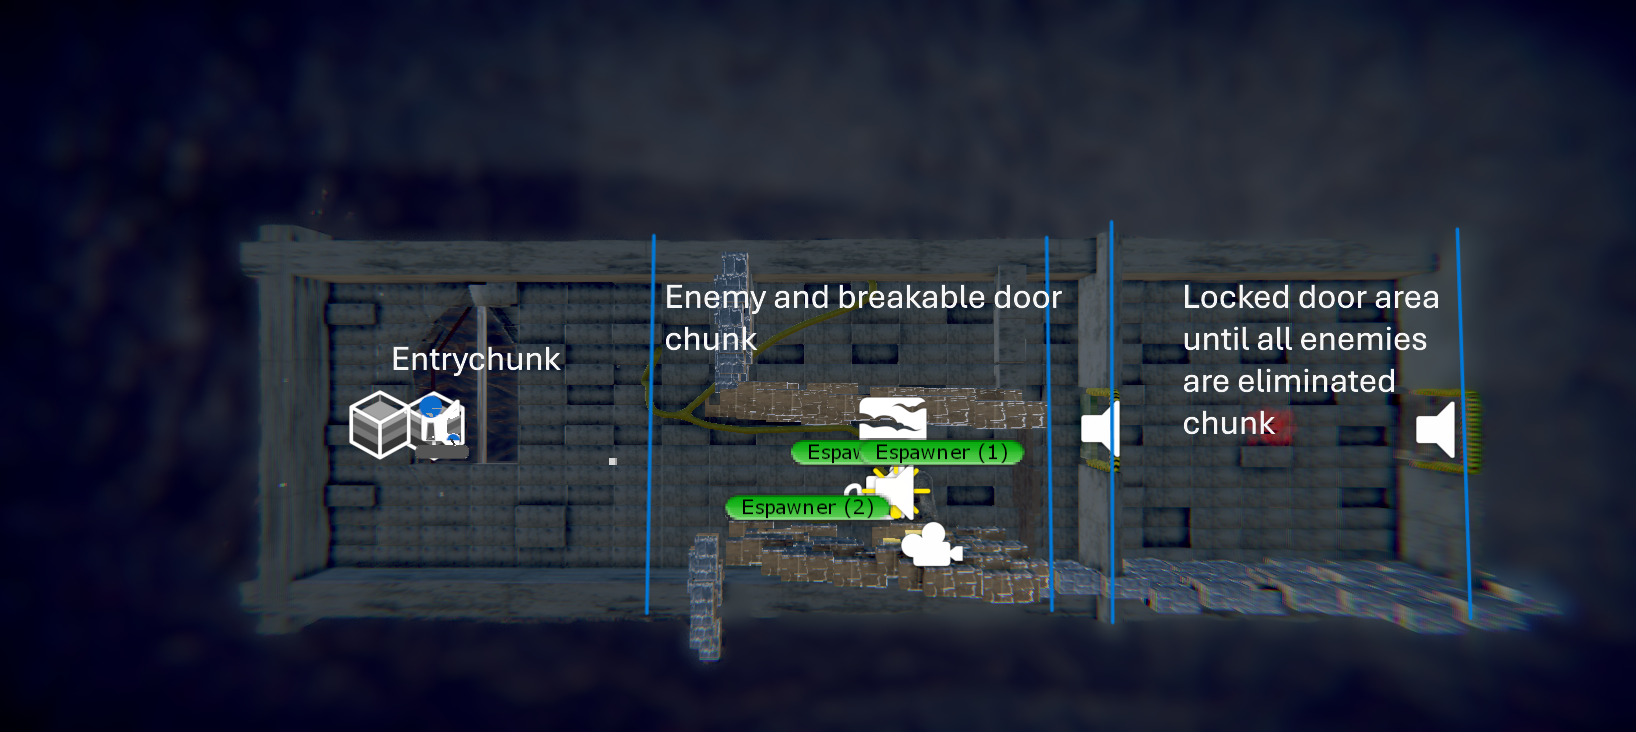 Entrychunk
Enemy and breakable door
chunk
Locked door area
until all enemies
are eliminated
chunk
Espaw
Espawner (1)
Espawner (2)